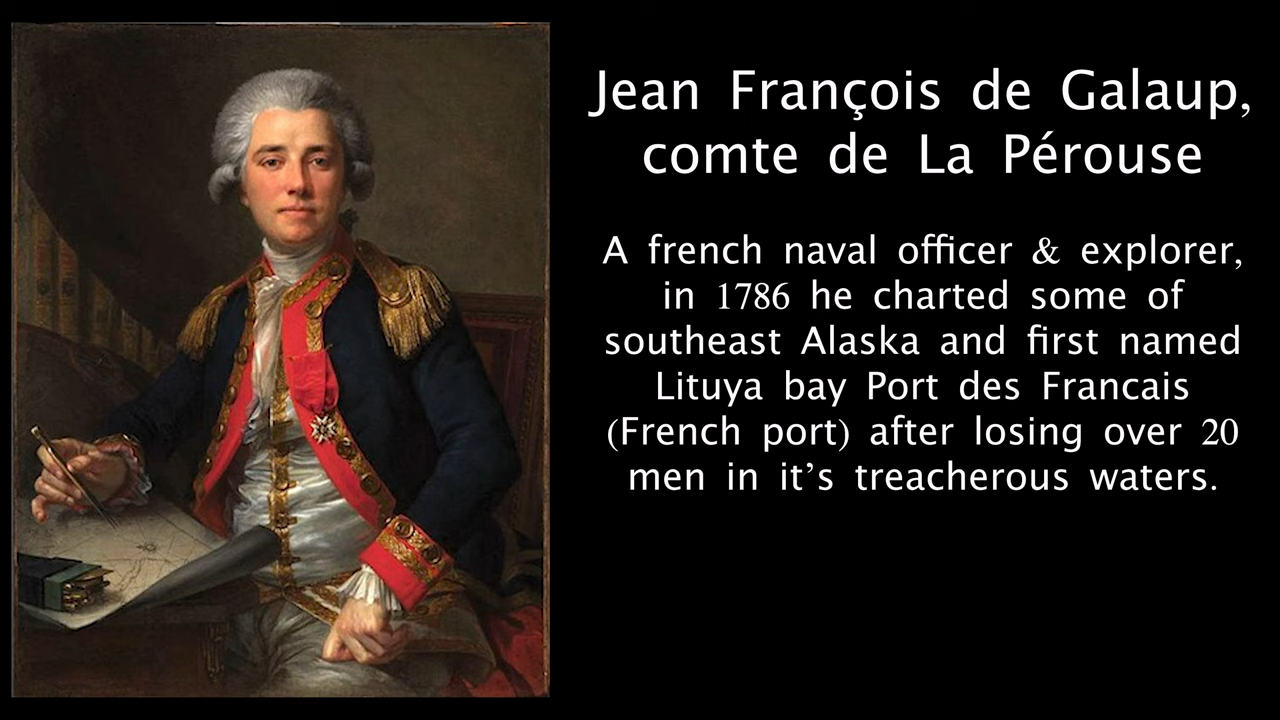 Jean François de Galaup,
comte de La Pérouse
A french naval officer & explorer,
in 1786 he charted some of
southeast Alaska and first named
Lituya bay Port des Francais
(French port) after losing over 20
men in it’s treacherous waters.